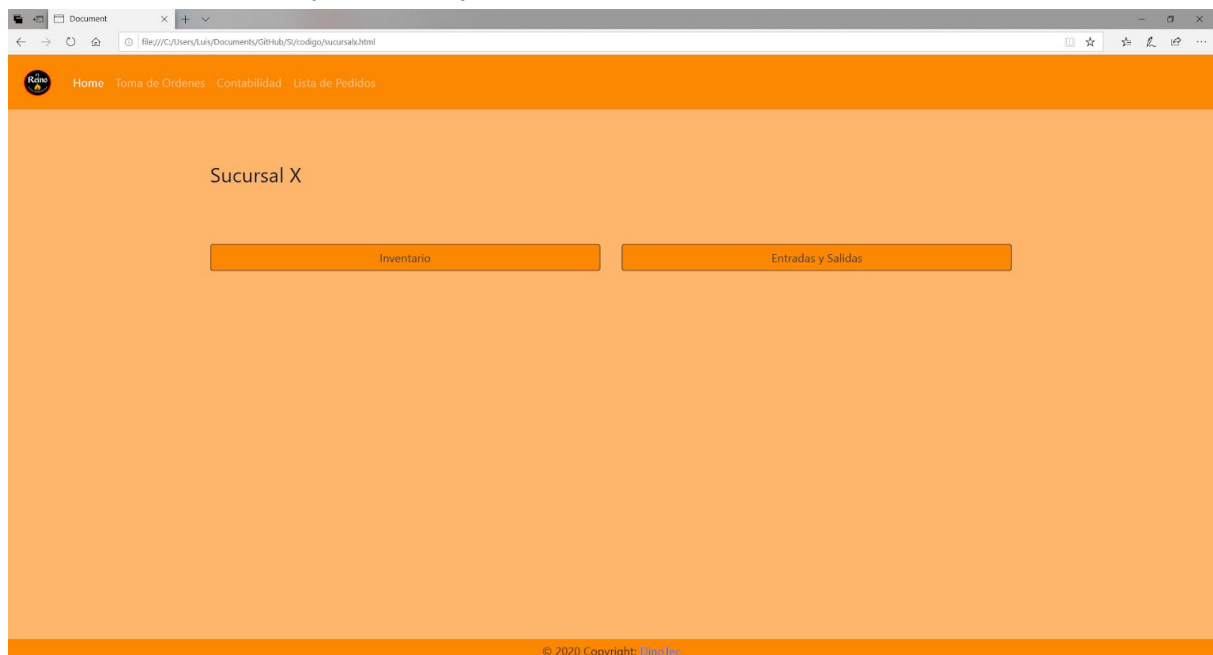 Document
file:///C:/Users/Luis/Documents/GitHub/SI/codigo/sucursalx.html
Reino
Home Toma de Ordenes Contabilidad Lista de Pedidos
Sucursal X
Inventario Entradas y Salidas
© 2020 Copyright: DinoTec